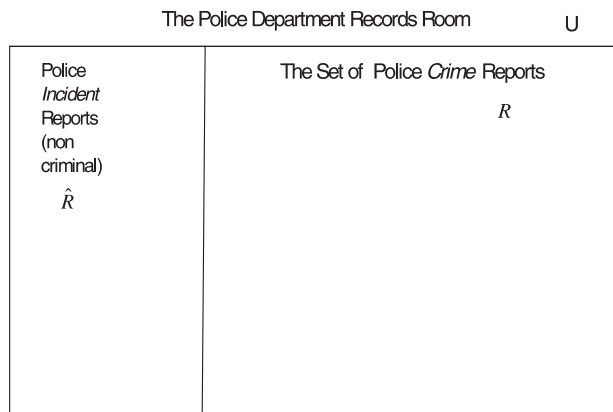 The Police Department Records Room
U
Police
Incident
Reports
(non
criminal)
R̂
The Set of Police Crime Reports
R